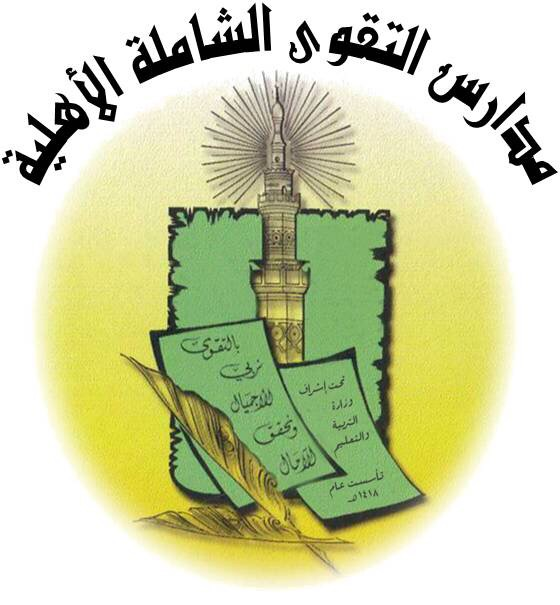 مدارس التقوى الشاملة الأهلية
بالتقوى
نربي
الأجيال
ونحقق
الآمال
تحت إشراف
وزارة
التربية
والتعليم
تأسست عام
١٤١٨هـ